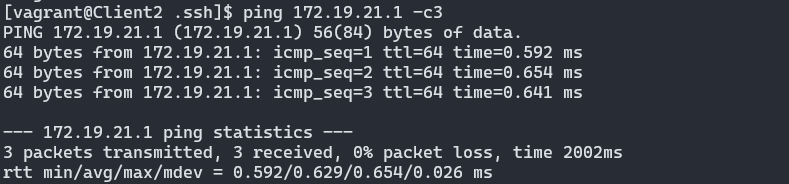 [vagrant@Client2 .ssh]$ ping 172.19.21.1 -c3
PING 172.19.21.1 (172.19.21.1) 56(84) bytes of data.
64 bytes from 172.19.21.1: icmp_seq=1 ttl=64 time=0.592 ms
64 bytes from 172.19.21.1: icmp_seq=2 ttl=64 time=0.654 ms
64 bytes from 172.19.21.1: icmp_seq=3 ttl=64 time=0.641 ms

--- 172.19.21.1 ping statistics ---
3 packets transmitted, 3 received, 0% packet loss, time 2002ms
rtt min/avg/max/mdev = 0.592/0.629/0.654/0.026 ms